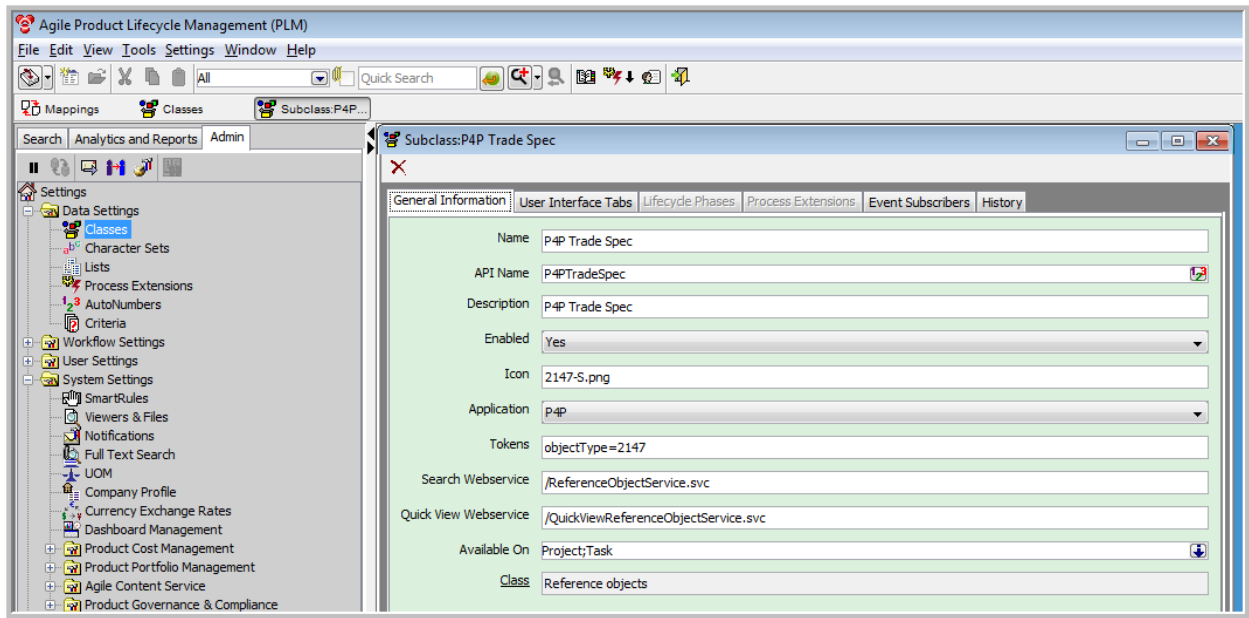 Agile Product Lifecycle Management (PLM)
File Edit View Tools Settings Window Help
All Quick Search
Mappings Classes Subclass:P4P...
Search Analytics and Reports Admin
Settings
Data Settings
Classes
Character Sets
Lists
Process Extensions
AutoNumbers
Criteria
Workflow Settings
User Settings
System Settings
SmartRules
Viewers & Files
Notifications
Full Text Search
UOM
Company Profile
Currency Exchange Rates
Dashboard Management
Product Cost Management
Product Portfolio Management
Agile Content Service
Product Governance & Compliance
Subclass:P4P Trade Spec
General Information User Interface Tabs Lifecycle Phases Process Extensions Event Subscribers History
Name P4P Trade Spec
API Name P4PTradeSpec
Description P4P Trade Spec
Enabled Yes
Icon 2147-S.png
Application P4P
Tokens objectType=2147
Search Webservice /ReferenceObjectService.svc
Quick View Webservice /QuickViewReferenceObjectService.svc
Available On Project;Task
Class Reference objects